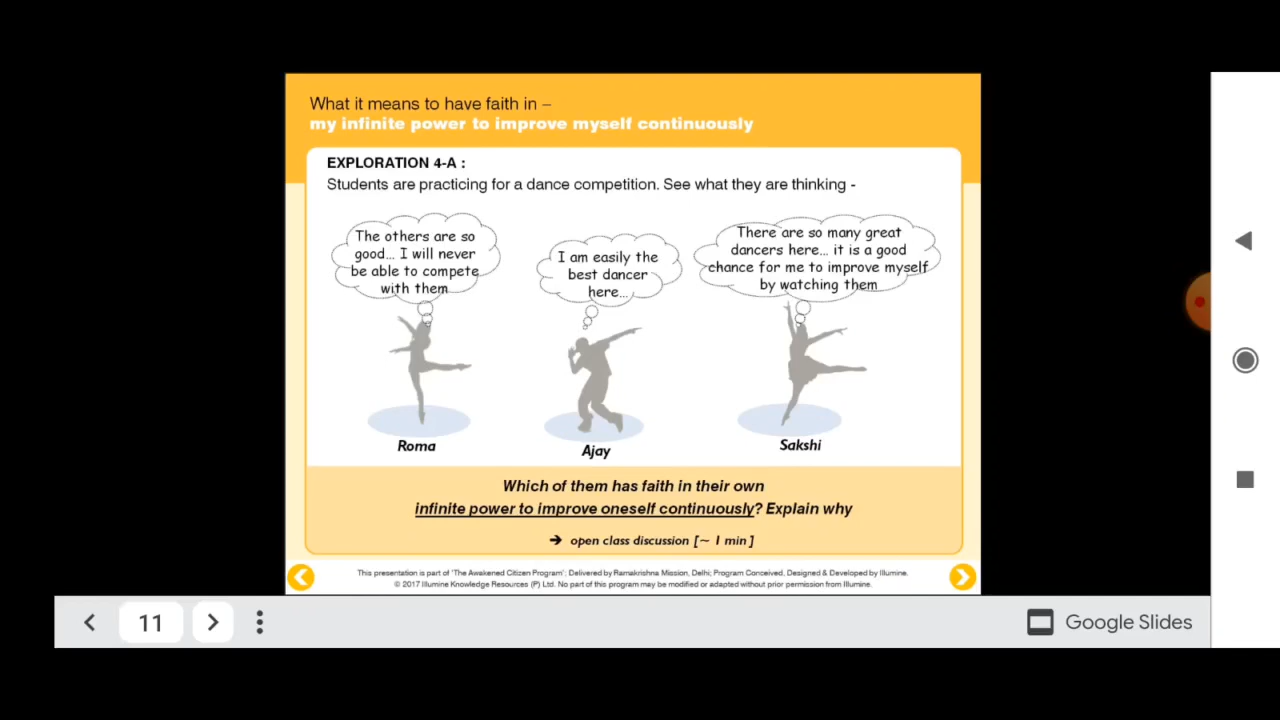 What it means to have faith in –
my infinite power to improve myself continuously
EXPLORATION 4-A :
Students are practicing for a dance competition. See what they are thinking -
The others are so
good... I will never
be able to compete
with them
I am easily the
best dancer
here...
There are so many great
dancers here... it is a good
chance for me to improve myself
by watching them
Roma
Ajay
Sakshi
Which of them has faith in their own
infinite power to improve oneself continuously? Explain why
➔ open class discussion [~ 1 min]
This presentation is part of 'The Awakened Citizen Program'; Delivered by Ramakrishna Mission, Delhi; Program Conceived, Designed & Developed by Illumine.
© 2017 Illumine Knowledge Resources (P) Ltd. No part of this program may be modified or adapted without prior permission from Illumine.
11
Google Slides